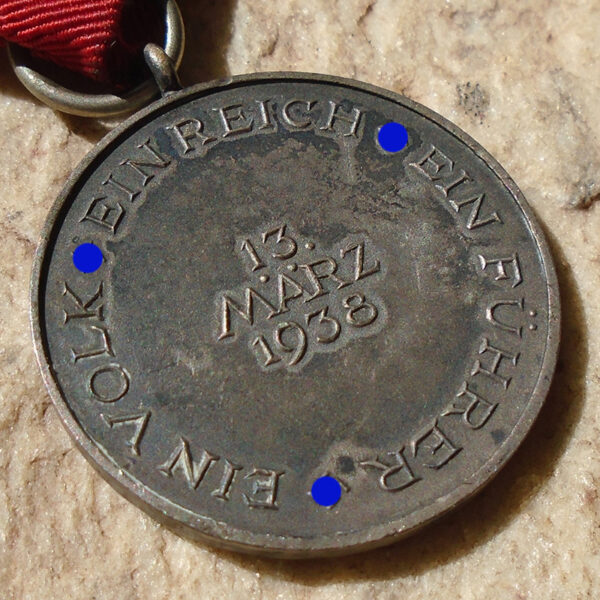 EIN VOLK EIN REICH EIN FÜHRER
13.
MÄRZ
1938